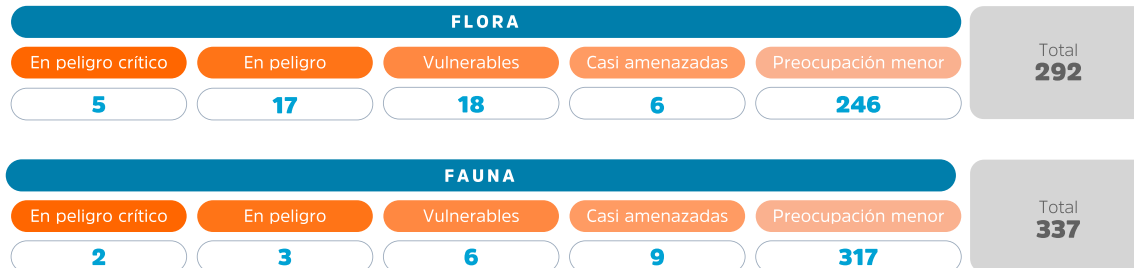 FLORA
En peligro crítico En peligro Vulnerables Casi amenazadas Preocupación menor
5 17 18 6 246
Total
292
FAUNA
En peligro crítico En peligro Vulnerables Casi amenazadas Preocupación menor
2 3 6 9 317
Total
337